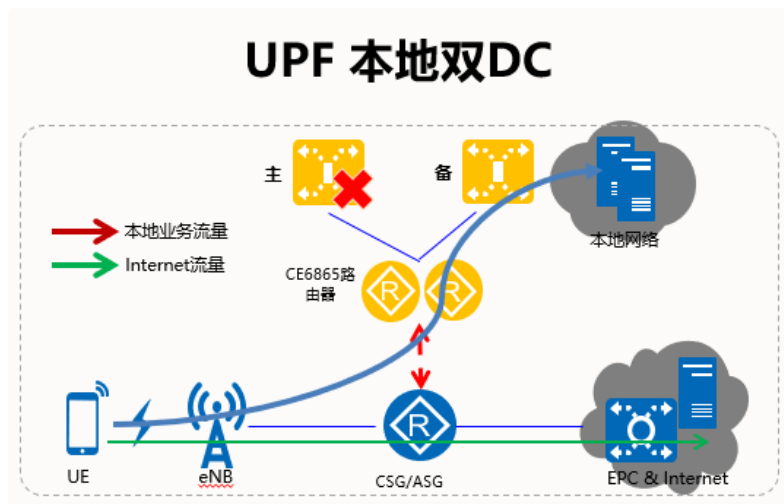 UPF 本地双DC
主
备
本地业务流量
Internet流量
本地网络
CE6865路
由器
R
R
R
UE
eNB
CSG/ASG
EPC & Internet